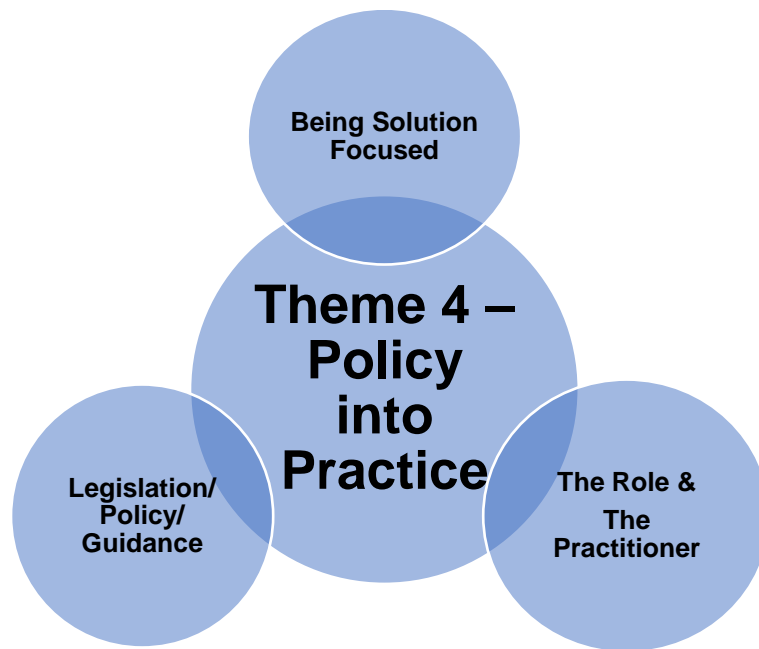 Being Solution
Focused
Theme 4 –
Policy
into
Practice
Legislation/
Policy/
Guidance
The Role &
The
Practitioner